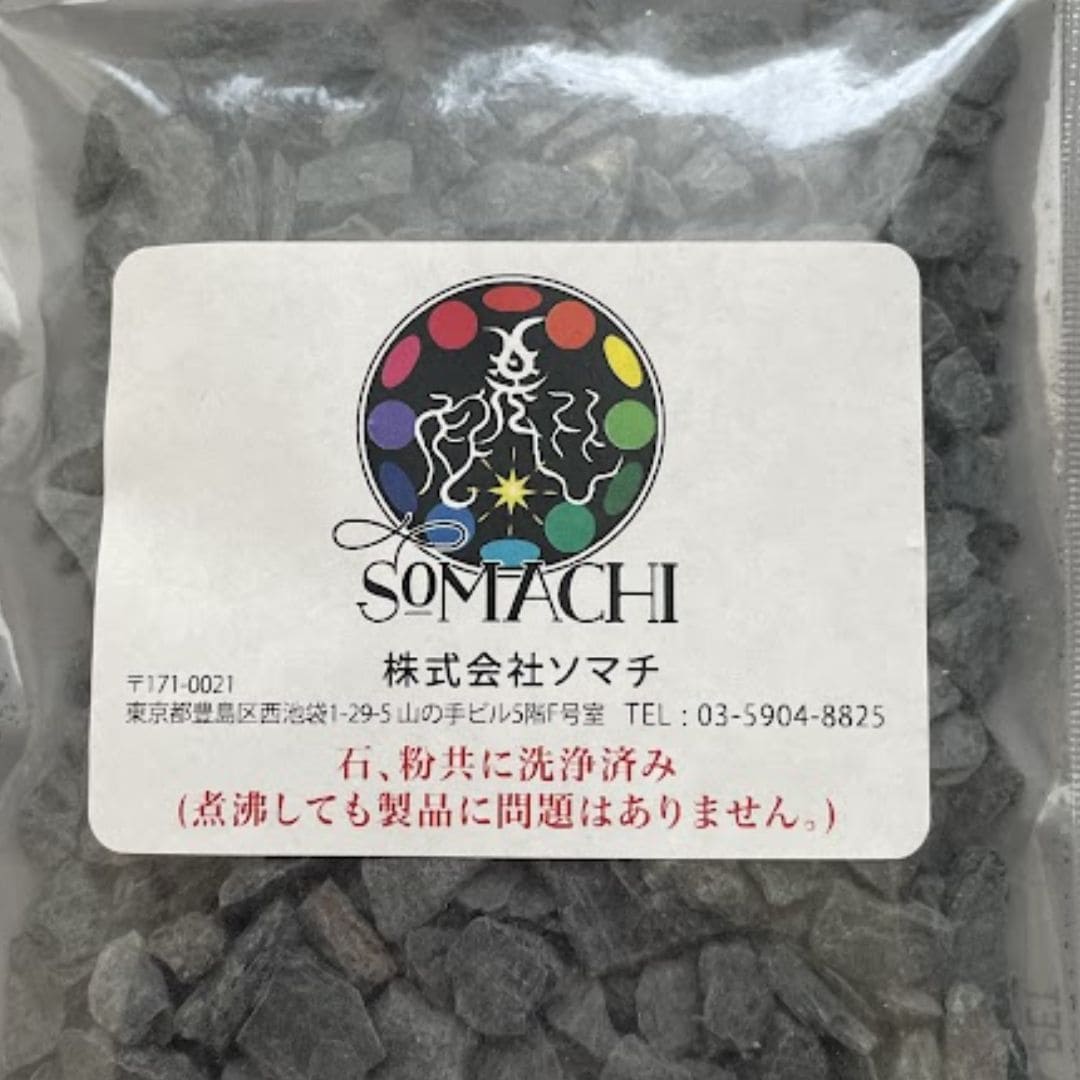 SOMACHI
株式会社ソマチ
〒171-0021
東京都豊島区西池袋1-29-5 山の手ビル5階F号室 TEL : 03-5904-8825
石、粉共に洗浄済み
(煮沸しても製品に問題はありません。)